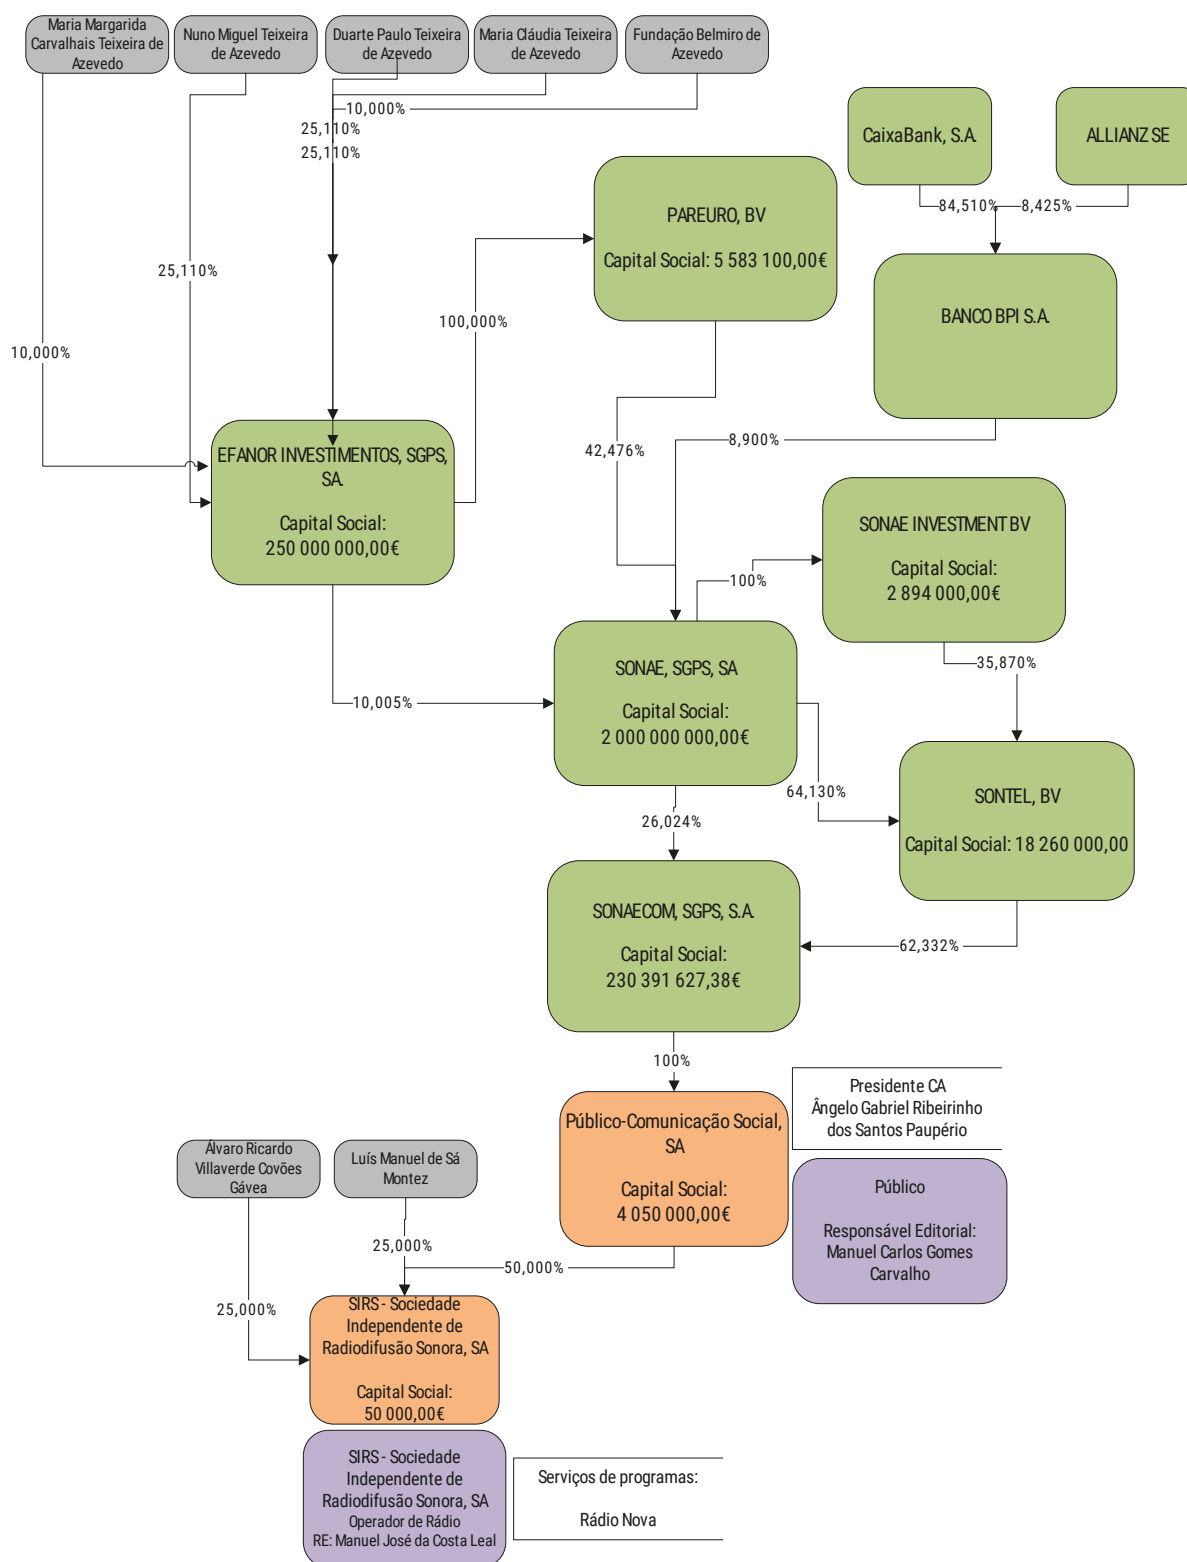 Maria Margarida
Carvalhais Teixeira de
Azevedo
Nuno Miguel Teixeira
de Azevedo
Duarte Paulo Teixeira
de Azevedo
Maria Cláudia Teixeira
de Azevedo
Fundação Belmiro de
Azevedo
10,000%
25,110%
25,110%
CaixaBank, S.A.
ALLIANZ SE
84,510%
8,425%
PAREURO, BV
Capital Social: 5 583 100,00€
25,110%
100,000%
10,000%
BANCO BPI S.A.
42,476%
8,900%
EFANOR INVESTIMENTOS, SGPS,
SA.
Capital Social:
250 000 000,00€
SONAE INVESTMENT BV
Capital Social:
2 894 000,00€
100%
35,870%
SONAE, SGPS, SA
Capital Social:
2 000 000 000,00€
10,005%
64,130%
SONTEL, BV
Capital Social: 18 260 000,00
26,024%
SONAECOM, SGPS, S.A.
Capital Social:
230 391 627,38€
62,332%
100%
Presidente CA
Ângelo Gabriel Ribeirinho
dos Santos Paupério
Público-Comunicação Social,
SA
Capital Social:
4 050 000,00€
Público
Responsável Editorial:
Manuel Carlos Gomes
Carvalho
Álvaro Ricardo
Villaverde Covões
Gávea
Luís Manuel de Sá
Montez
25,000%
50,000%
25,000%
SIRS - Sociedade
Independente de
Radiodifusão Sonora, SA
Capital Social:
50 000,00€
SIRS - Sociedade
Independente de
Radiodifusão Sonora, SA
Operador de Rádio
RE: Manuel José da Costa Leal
Serviços de programas:
Rádio Nova